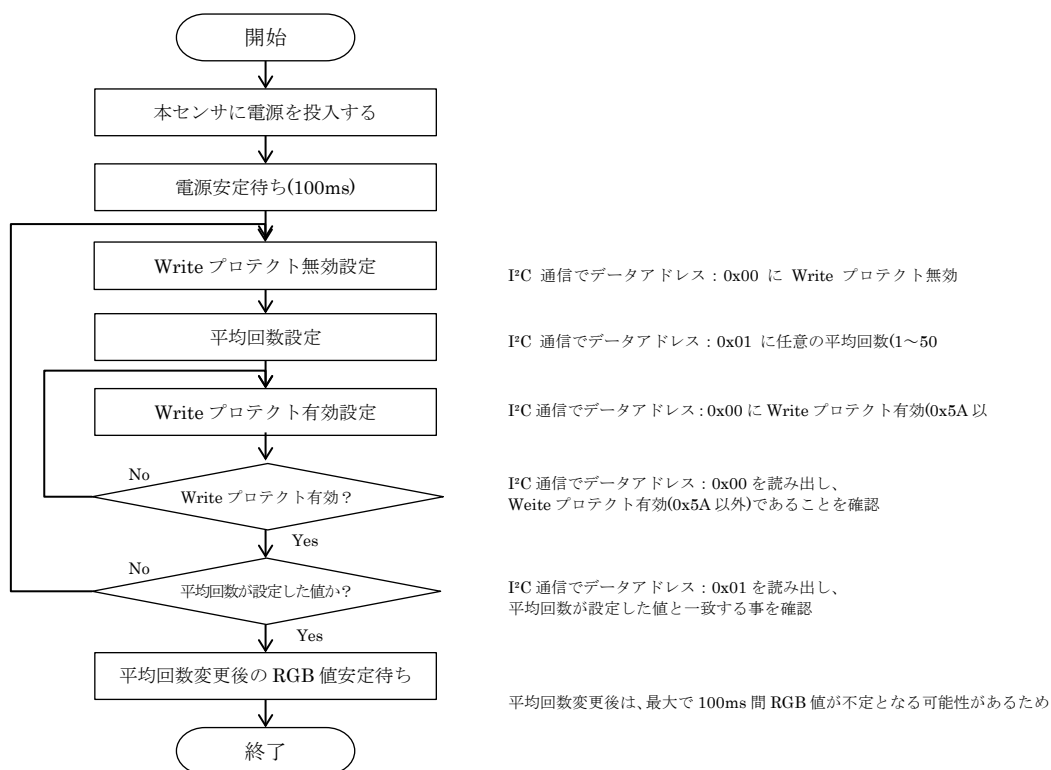 開始
本センサに電源を投入する
電源安定待ち(100ms)
Write プロテクト無効設定
I²C 通信でデータアドレス：0x00 に Write プロテクト無効
平均回数設定
I²C 通信でデータアドレス：0x01 に任意の平均回数(1～50
Write プロテクト有効設定
I²C 通信でデータアドレス：0x00 に Write プロテクト有効(0x5A 以
No
Write プロテクト有効？
I²C 通信でデータアドレス：0x00 を読み出し、
Weite プロテクト有効(0x5A 以外)であることを確認
Yes
No
平均回数が設定した値か？
I²C 通信でデータアドレス：0x01 を読み出し、
平均回数が設定した値と一致する事を確認
Yes
平均回数変更後の RGB 値安定待ち
平均回数変更後は、最大で 100ms 間 RGB 値が不定となる可能性があるため
終了